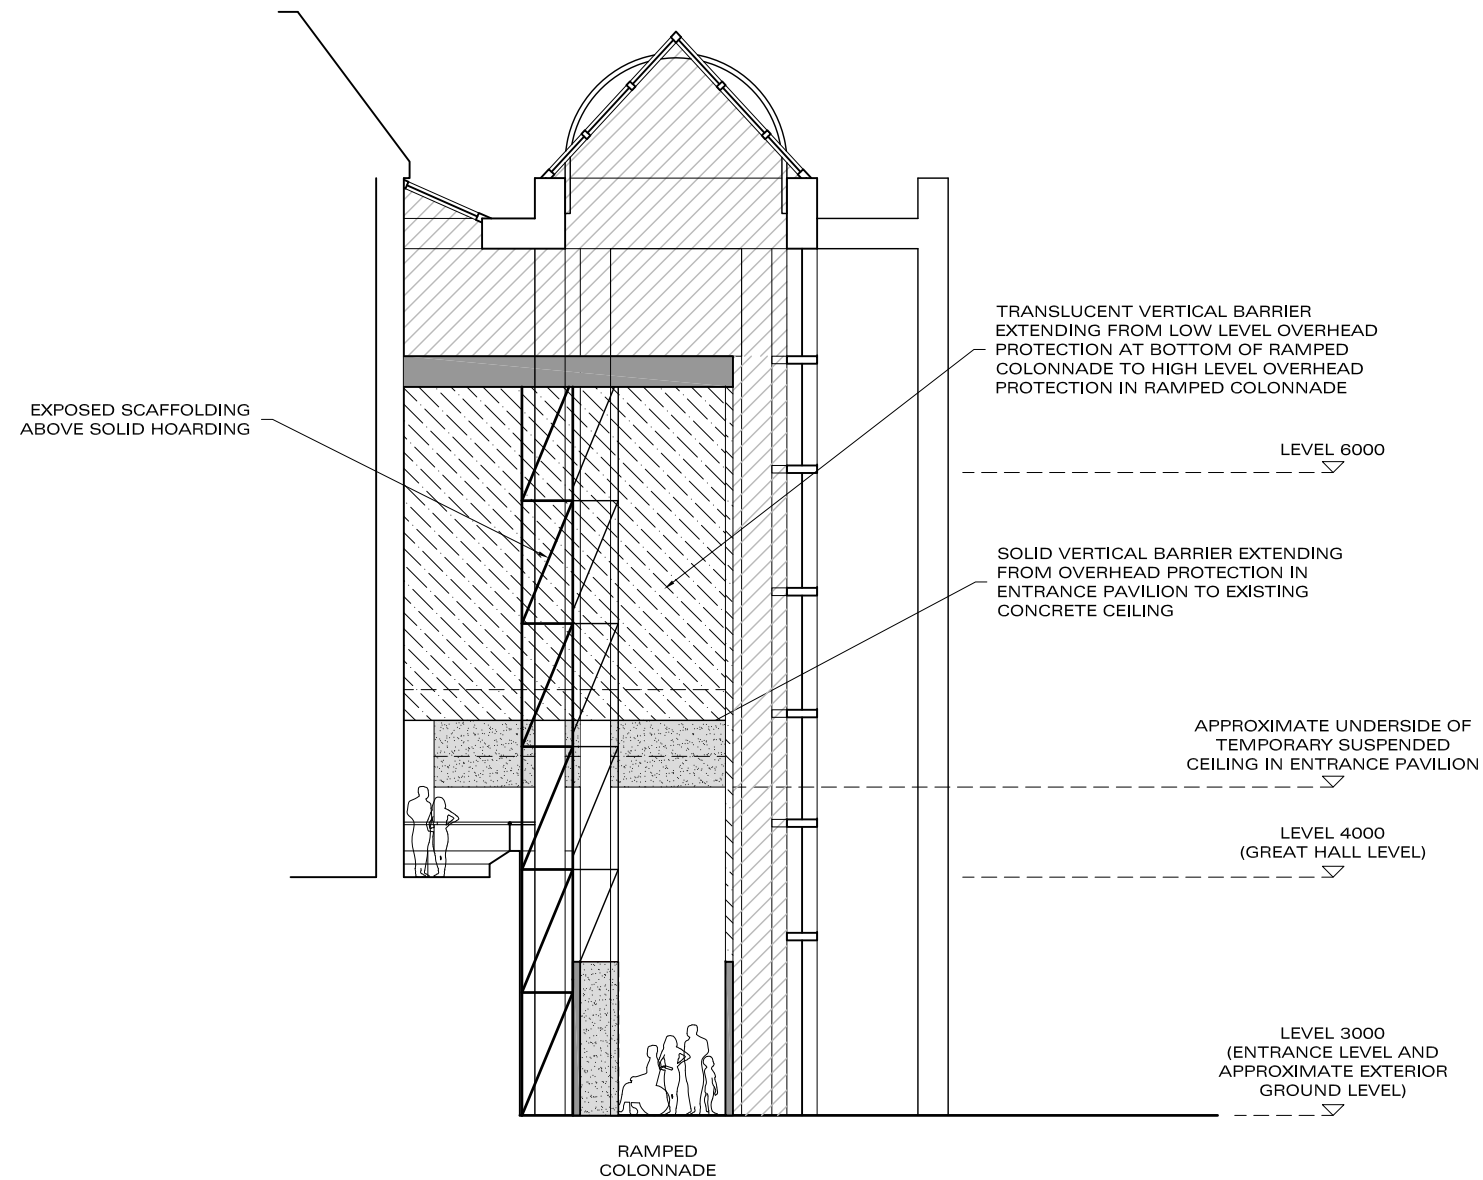 TRANSLUCENT VERTICAL BARRIER
EXTENDING FROM LOW LEVEL OVERHEAD
PROTECTION AT BOTTOM OF RAMPED
COLONNADE TO HIGH LEVEL OVERHEAD
PROTECTION IN RAMPED COLONNADE
EXPOSED SCAFFOLDING
ABOVE SOLID HOARDING
LEVEL 6000
SOLID VERTICAL BARRIER EXTENDING
FROM OVERHEAD PROTECTION IN
ENTRANCE PAVILION TO EXISTING
CONCRETE CEILING
APPROXIMATE UNDERSIDE OF
TEMPORARY SUSPENDED
CEILING IN ENTRANCE PAVILION
LEVEL 4000
(GREAT HALL LEVEL)
LEVEL 3000
(ENTRANCE LEVEL AND
APPROXIMATE EXTERIOR
GROUND LEVEL)
RAMPED
COLONNADE